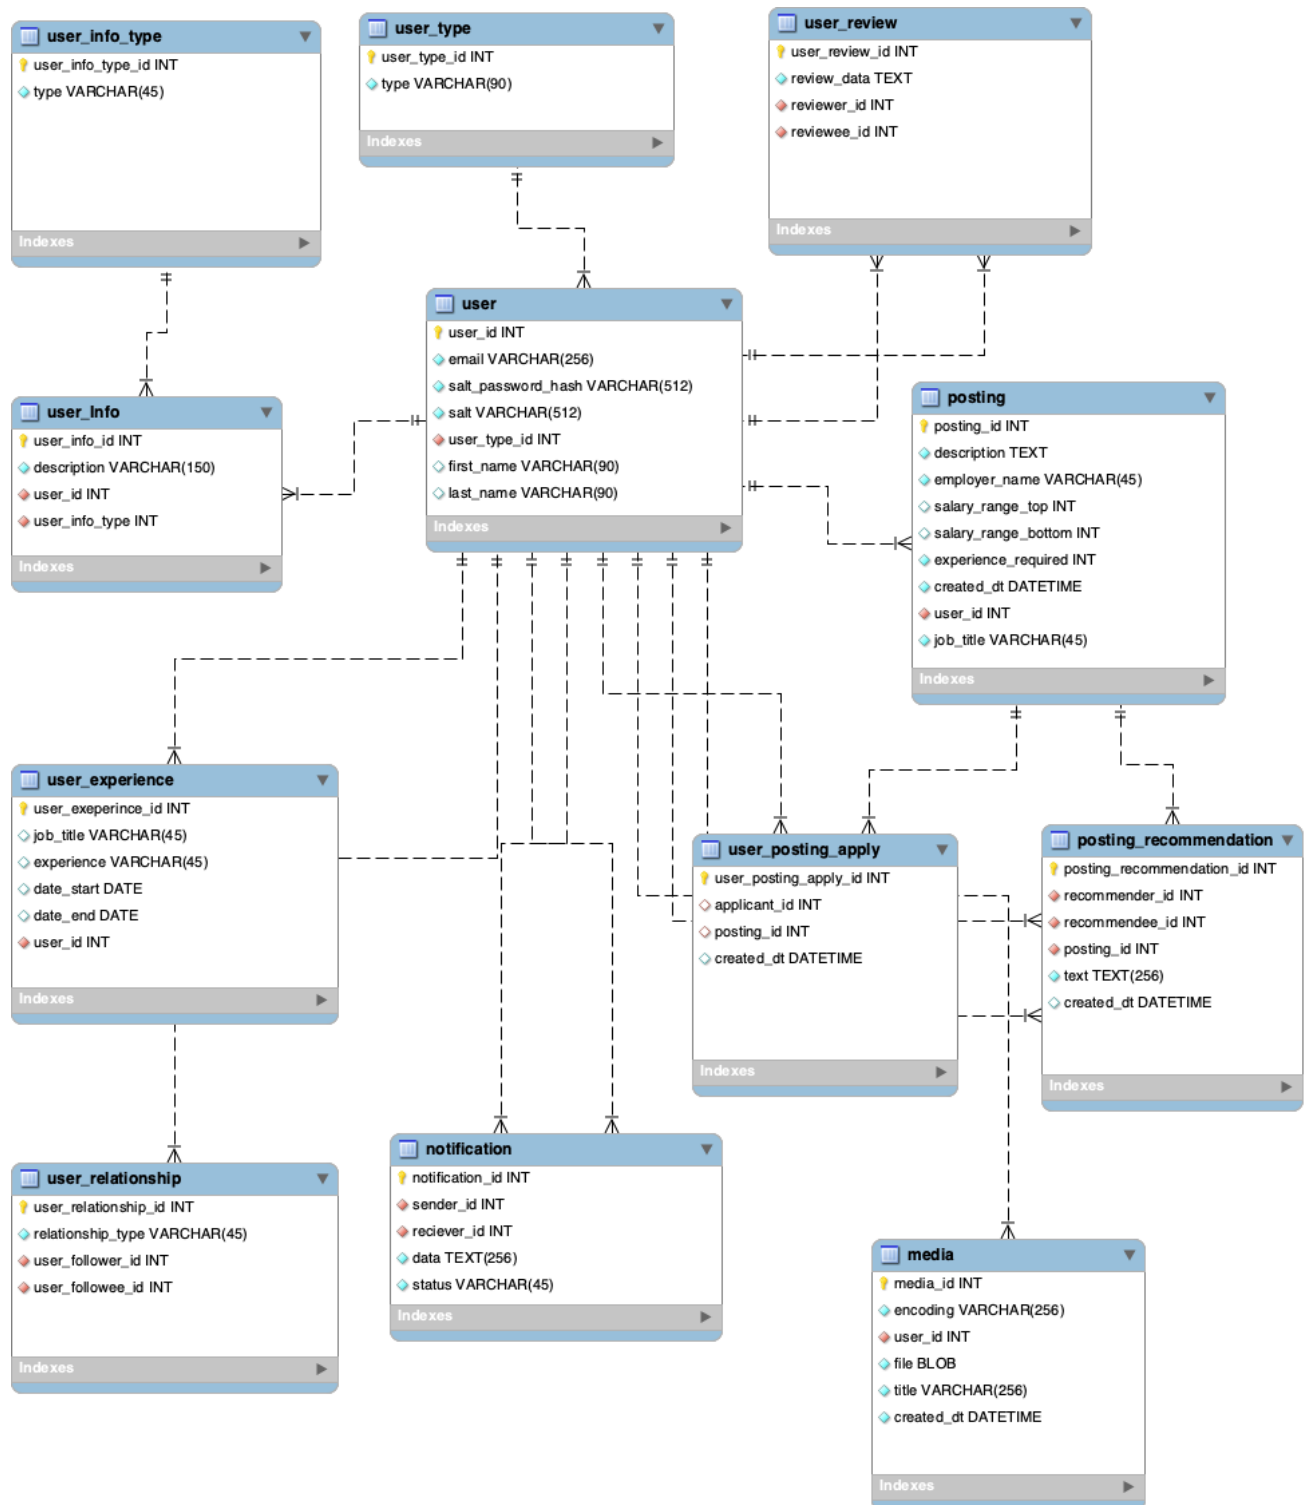 user_info_type
user_info_type_id INT
type VARCHAR(45)
Indexes
user_type
user_type_id INT
type VARCHAR(90)
Indexes
user_review
user_review_id INT
review_data TEXT
reviewer_id INT
reviewee_id INT
Indexes
user
user_id INT
email VARCHAR(256)
salt_password_hash VARCHAR(512)
salt VARCHAR(512)
user_type_id INT
first_name VARCHAR(90)
last_name VARCHAR(90)
Indexes
user_Info
user_info_id INT
description VARCHAR(150)
user_id INT
user_info_type INT
Indexes
posting
posting_id INT
description TEXT
employer_name VARCHAR(45)
salary_range_top INT
salary_range_bottom INT
experience_required INT
created_dt DATETIME
user_id INT
job_title VARCHAR(45)
Indexes
user_experience
user_exeperince_id INT
job_title VARCHAR(45)
experience VARCHAR(45)
date_start DATE
date_end DATE
user_id INT
Indexes
user_posting_apply
user_posting_apply_id INT
applicant_id INT
posting_id INT
created_dt DATETIME
Indexes
posting_recommendation
posting_recommendation_id INT
recommender_id INT
recommendee_id INT
posting_id INT
text TEXT(256)
created_dt DATETIME
Indexes
user_relationship
user_relationship_id INT
relationship_type VARCHAR(45)
user_follower_id INT
user_followee_id INT
Indexes
notification
notification_id INT
sender_id INT
reciever_id INT
data TEXT(256)
status VARCHAR(45)
Indexes
media
media_id INT
encoding VARCHAR(256)
user_id INT
file BLOB
title VARCHAR(256)
created_dt DATETIME
Indexes